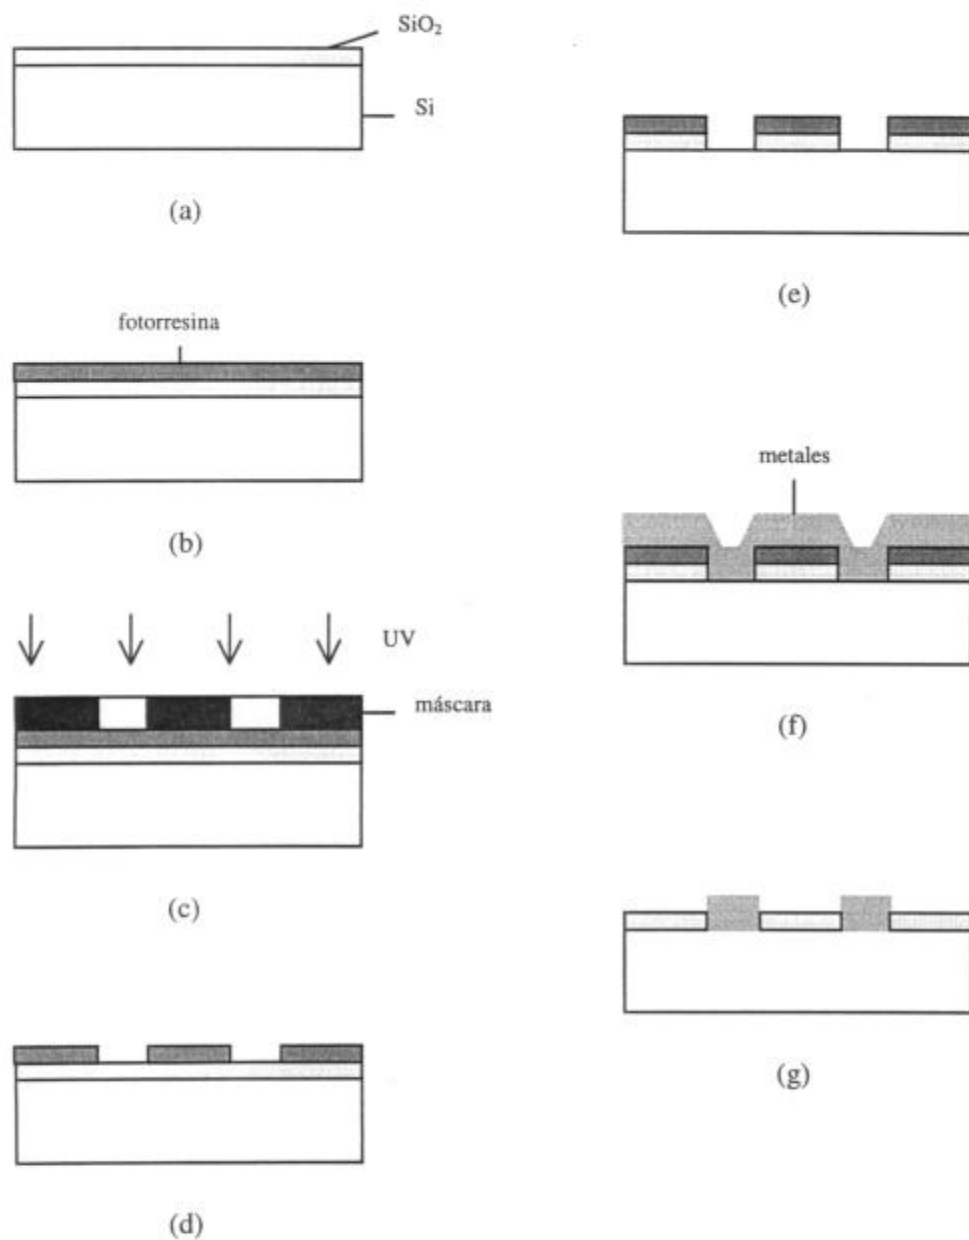 SiO₂
Si
(a)
fotorresina
(b)
UV
máscara
(c)
(d)
(e)
metales
(f)
(g)